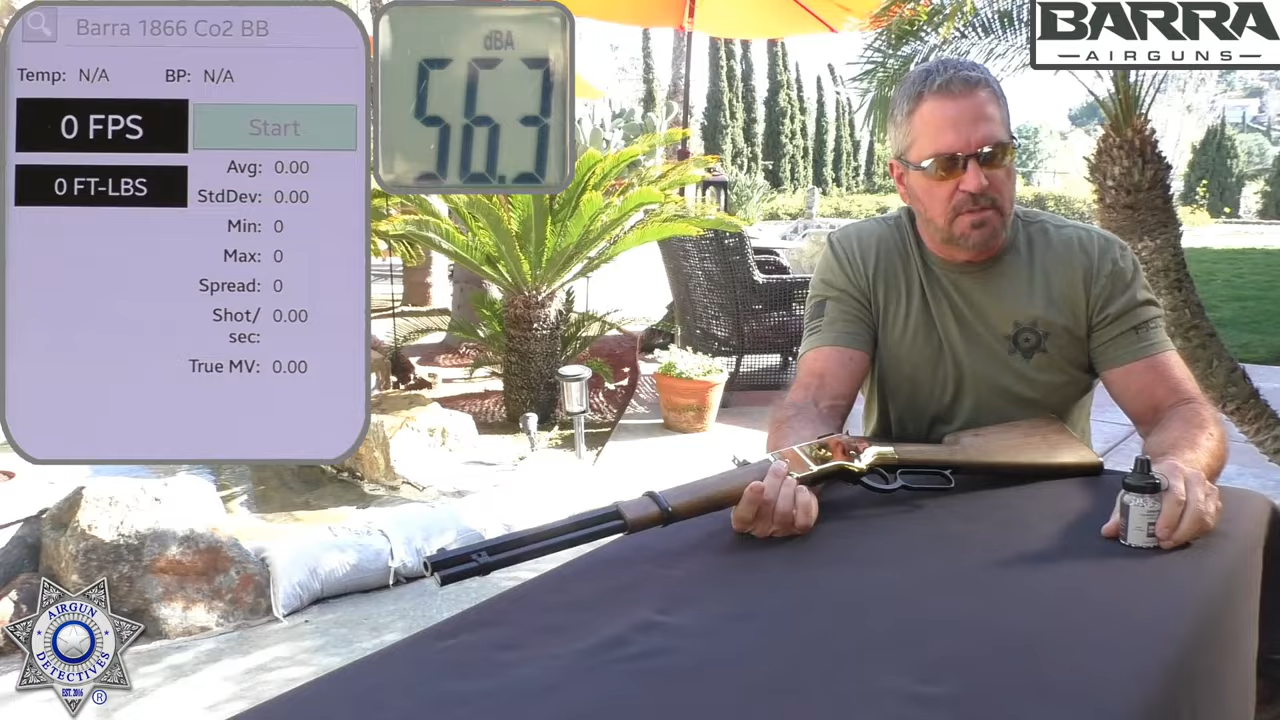 Barra 1866 Co2 BB
Temp: N/A BP: N/A
0 FPS
Start
0 FT-LBS
Avg: 0.00
StdDev: 0.00
Min: 0
Max: 0
Spread: 0
Shot/
sec: 0.00
True MV: 0.00
dBA
56.3
BARRA
AIRGUNS
AIRGUN
DETECTIVES
EST. 2016
®